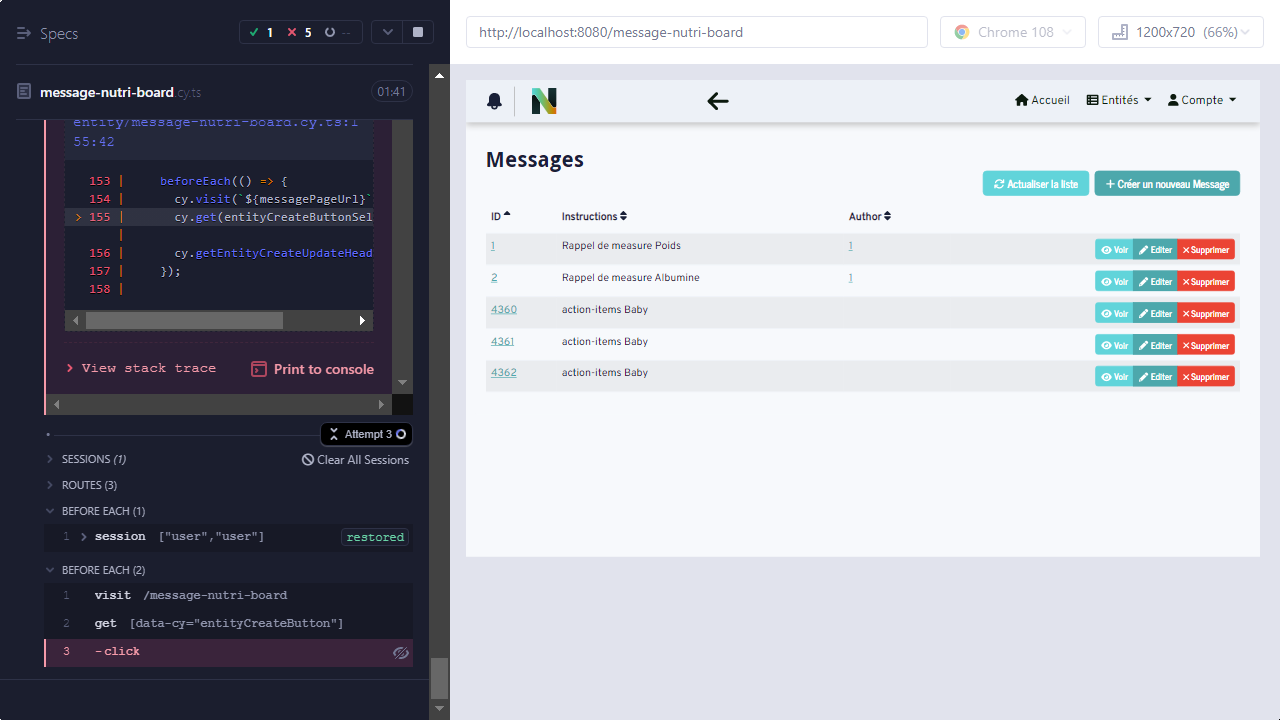 Specs
1
5
--
message-nutri-board.cy.ts
01:41
entity/message-nutri-board.cy.ts:1
55:42
153 | beforeEach(() => {
154 | cy.visit(`${messagePageUrl}`
> 155 | cy.get(entityCreateButtonSel
|
156 | cy.getEntityCreateUpdateHead
157 | });
158 |
View stack trace
Print to console
Attempt 3
SESSIONS (1)
Clear All Sessions
ROUTES (3)
BEFORE EACH (1)
1 session ["user","user"] restored
BEFORE EACH (2)
1 visit /message-nutri-board
2 get [data-cy="entityCreateButton"]
3 -click
http://localhost:8080/message-nutri-board
Chrome 108
1200x720 (66%)
N
Accueil
Entités
Compte
Messages
Actualiser la liste
Créer un nouveau Message
ID Instructions Author
1 Rappel de measure Poids 1 Voir Editer Supprimer
2 Rappel de measure Albumine 1 Voir Editer Supprimer
4360 action-items Baby Voir Editer Supprimer
4361 action-items Baby Voir Editer Supprimer
4362 action-items Baby Voir Editer Supprimer